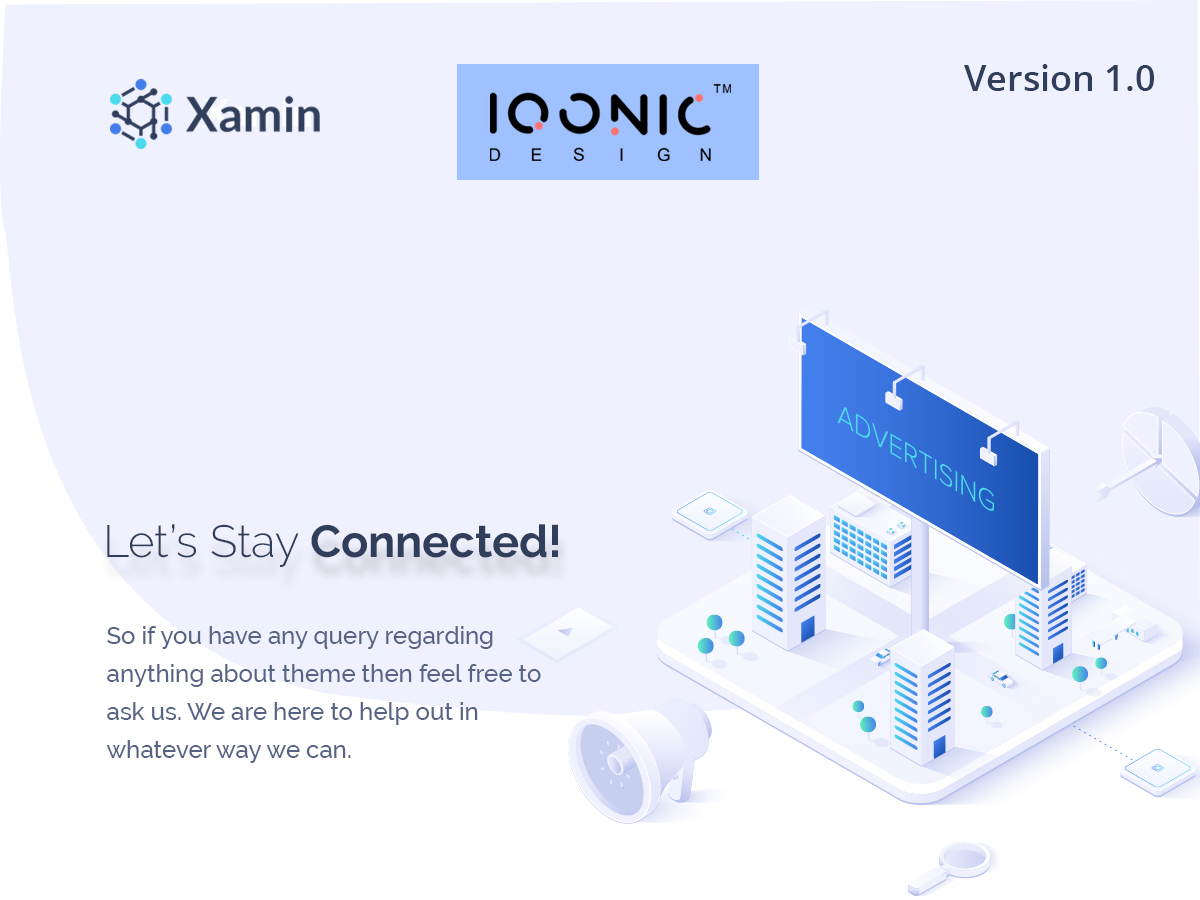 Xamin
IQONIC™
DESIGN
Version 1.0
ADVERTISING
Let's Stay Connected!
So if you have any query regarding
anything about theme then feel free to
ask us. We are here to help out in
whatever way we can.